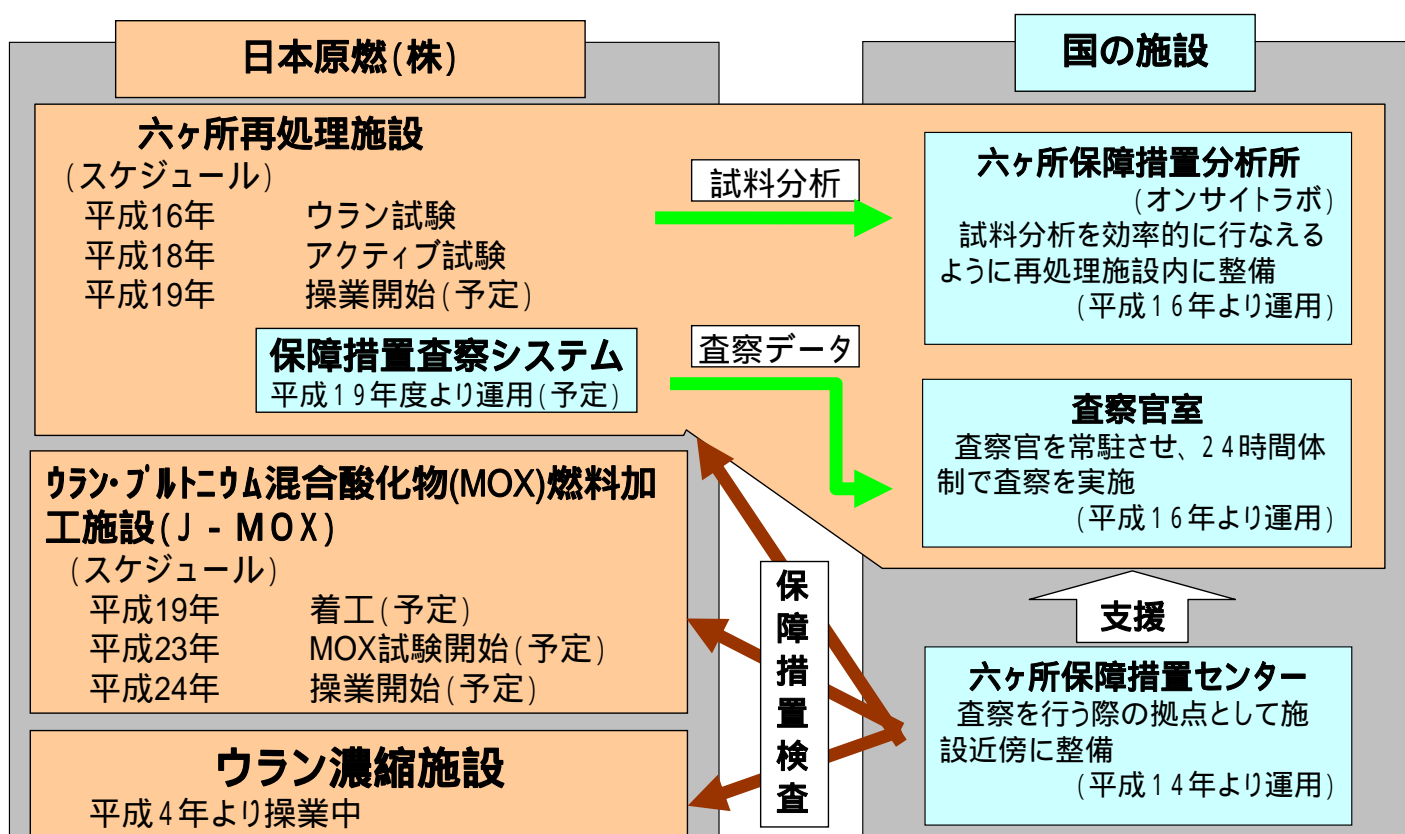 日本原燃(株)
六ヶ所再処理施設
(スケジュール)
平成16年 ウラン試験
平成18年 アクティブ試験
平成19年 操業開始(予定)
保障措置査察システム
平成19年度より運用(予定)
試料分析
査察データ
国の施設
六ヶ所保障措置分析所
(オンサイトラボ)
試料分析を効率的に行なえる
ように再処理施設内に整備
(平成16年より運用)
査察官室
査察官を常駐させ、24時間体
制で査察を実施
(平成16年より運用)
ウラン・プルトニウム混合酸化物(MOX)燃料加
工施設(J-MOX)
(スケジュール)
平成19年 着工(予定)
平成23年 MOX試験開始(予定)
平成24年 操業開始(予定)
ウラン濃縮施設
平成4年より操業中
保障措置検査
支援
六ヶ所保障措置センター
査察を行う際の拠点として施
設近傍に整備
(平成14年より運用)